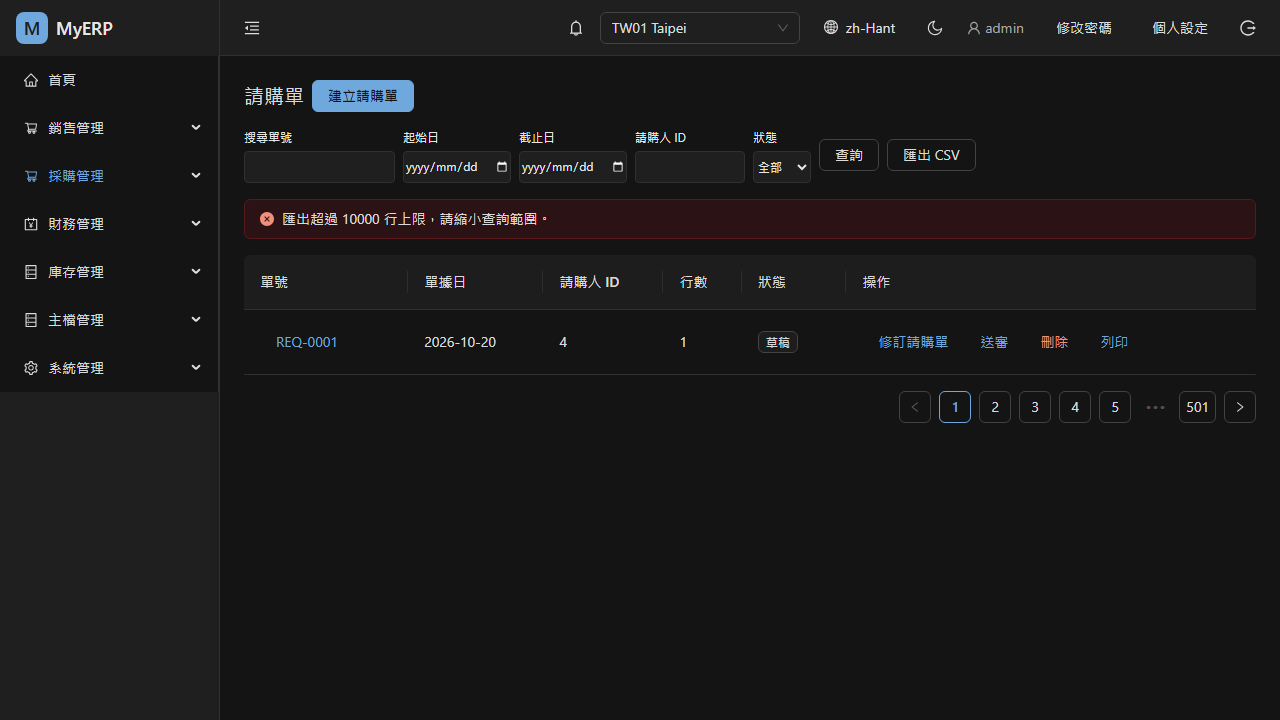 M MyERP
TW01 Taipei
zh-Hant
admin
修改密碼
個人設定
首頁
銷售管理
採購管理
財務管理
庫存管理
主檔管理
系統管理
請購單
建立請購單
搜尋單號
起始日
截止日
請購人 ID
狀態
yyyy/mm/dd
yyyy/mm/dd
全部
查詢
匯出 CSV
匯出超過 10000 行上限，請縮小查詢範圍。
單號 單據日 請購人 ID 行數 狀態 操作
REQ-0001 2026-10-20 4 1 草稿 修訂請購單 送審 刪除 列印
1 2 3 4 5 ••• 501